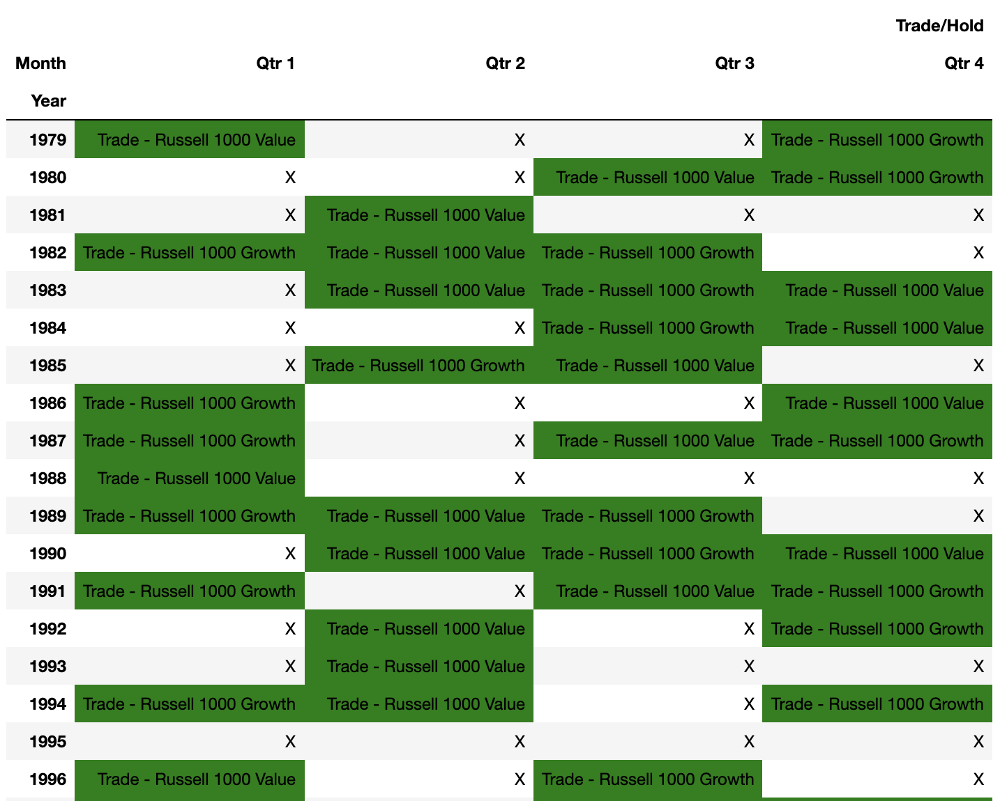 Trade/Hold
Month Qtr 1 Qtr 2 Qtr 3 Qtr 4
Year
1979 Trade - Russell 1000 Value X X Trade - Russell 1000 Growth
1980 X X Trade - Russell 1000 Value Trade - Russell 1000 Growth
1981 X Trade - Russell 1000 Value X X
1982 Trade - Russell 1000 Growth Trade - Russell 1000 Value Trade - Russell 1000 Growth X
1983 X Trade - Russell 1000 Value Trade - Russell 1000 Growth Trade - Russell 1000 Value
1984 X X Trade - Russell 1000 Growth Trade - Russell 1000 Value
1985 X Trade - Russell 1000 Growth Trade - Russell 1000 Value X
1986 Trade - Russell 1000 Growth X X Trade - Russell 1000 Value
1987 Trade - Russell 1000 Growth X Trade - Russell 1000 Value Trade - Russell 1000 Growth
1988 Trade - Russell 1000 Value X X X
1989 Trade - Russell 1000 Growth Trade - Russell 1000 Value Trade - Russell 1000 Growth X
1990 X Trade - Russell 1000 Value Trade - Russell 1000 Growth Trade - Russell 1000 Value
1991 Trade - Russell 1000 Growth X Trade - Russell 1000 Value Trade - Russell 1000 Growth
1992 X Trade - Russell 1000 Value X Trade - Russell 1000 Growth
1993 X Trade - Russell 1000 Value X X
1994 Trade - Russell 1000 Growth Trade - Russell 1000 Value X Trade - Russell 1000 Growth
1995 X X X X
1996 Trade - Russell 1000 Value X Trade - Russell 1000 Growth X